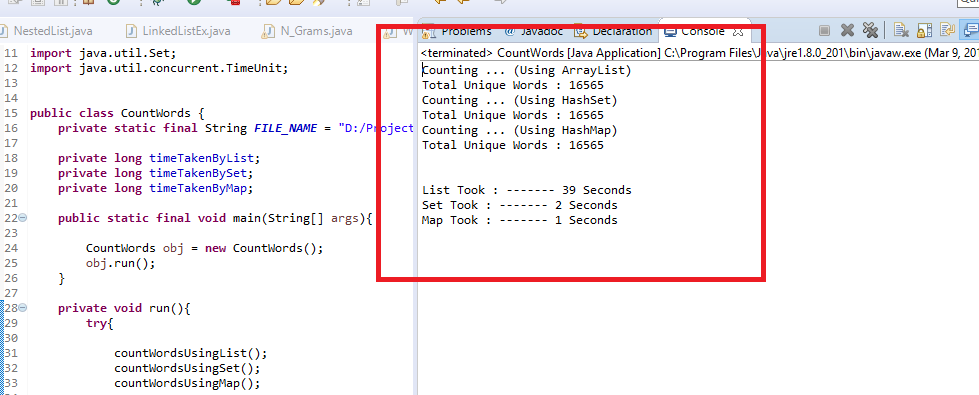 NestedList.java
LinkedListEx.java
N_Grams.java
11 import java.util.Set;
12 import java.util.concurrent.TimeUnit;
13
14
15 public class CountWords {
16 private static final String FILE_NAME = "D:/Project
17
18 private long timeTakenByList;
19 private long timeTakenBySet;
20 private long timeTakenByMap;
21
22 public static final void main(String[] args){
23
24 CountWords obj = new CountWords();
25 obj.run();
26 }
27
28 private void run(){
29 try{
30
31 countWordsUsingList();
32 countWordsUsingSet();
33 countWordsUsingMap();
Problems @ Javadoc Declaration Console
<terminated> CountWords [Java Application] C:\Program Files\Java\jre1.8.0_201\bin\javaw.exe (Mar 9, 201
Counting ... (Using ArrayList)
Total Unique Words : 16565
Counting ... (Using HashSet)
Total Unique Words : 16565
Counting ... (Using HashMap)
Total Unique Words : 16565
List Took : ------- 39 Seconds
Set Took : ------- 2 Seconds
Map Took : ------- 1 Seconds